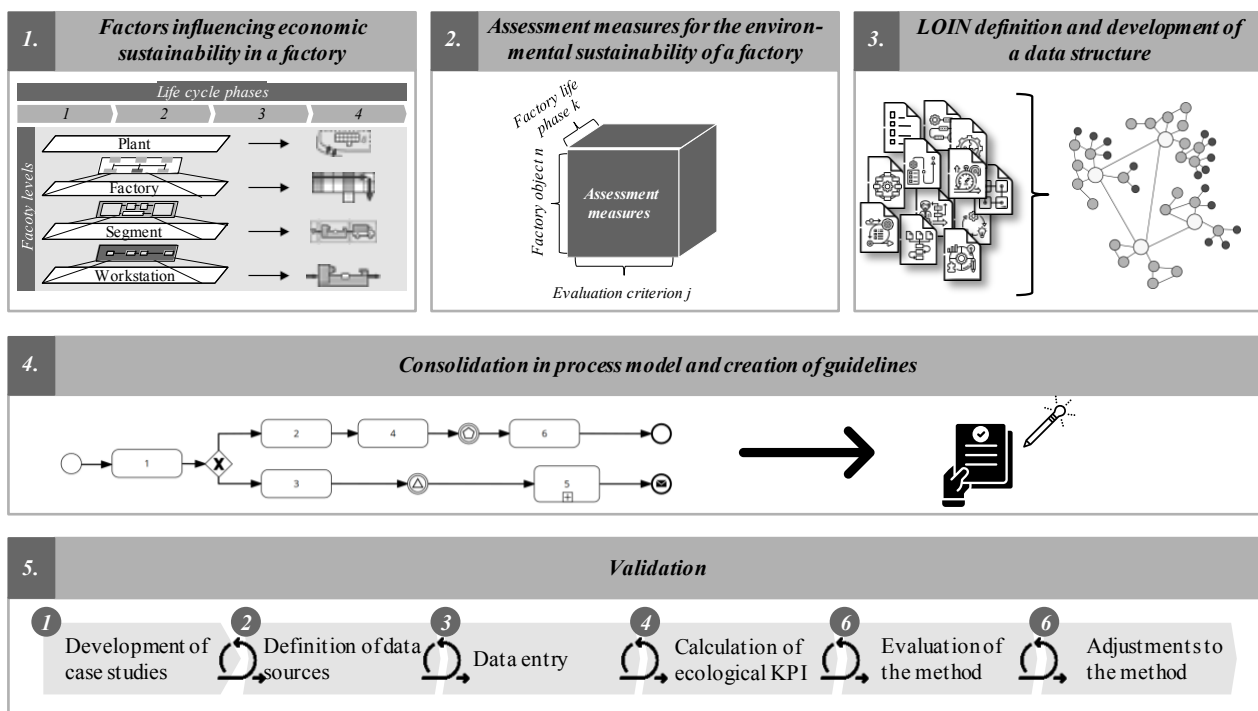 1.
Factors influencing economic
sustainability in a factory
Life cycle phases
1 2 3 4
Facoty levels
Plant
Factory
Segment
Workstation
2.
Assessment measures for the environ-
mental sustainability of a factory
Factory life
phase k
Factory object n
Assessment
measures
Evaluation criterion j
3.
LOIN definition and development of
a data structure
4.
Consolidation in process model and creation of guidelines
1
X
2
4
6
3
5
5.
Validation
1
Development of
case studies
2
Definition of data
sources
3
Data entry
4
Calculation of
ecological KPI
6
Evaluation of
the method
6
Adjustments to
the method